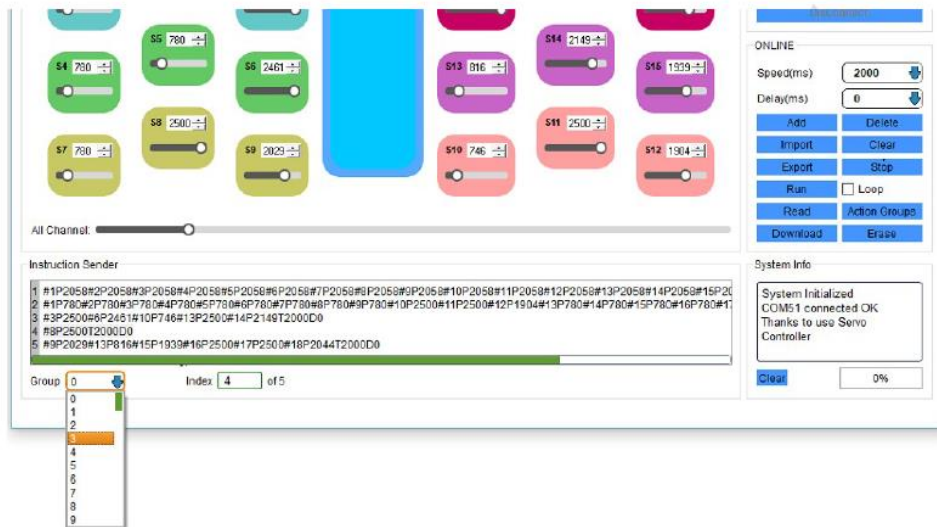 S5 780
S14 2149
S4 780
S6 2461
S13 816
S15 1939
S8 2500
S11 2500
S7 780
S9 2029
S10 746
S12 1904
All Channel:
ONLINE
Speed(ms) 2000
Delay(ms) 0
Add Delete
Import Clear
Export Stop
Run Loop
Read Action Groups
Download Erase
Instruction Sender
1 #1P2058#2P2058#3P2058#4P2058#5P2058#6P2058#7P2058#8P2058#9P2058#10P2058#11P2058#12P2058#13P2058#14P2058#15P20
2 #1P780#2P780#3P780#4P780#5P780#6P780#7P780#8P780#9P780#10P2500#11P2500#12P1904#13P780#14P780#15P780#16P780#17
3 #3P2500#6P2461#10P746#13P2500#14P2149T2000D0
4 #8P2500T2000D0
5 #9P2029#13P816#15P1939#16P2500#17P2500#18P2044T2000D0
Group 0 Index 4 of 5
0
1
2
3
4
5
6
7
8
9
System Info
System Initialized
COM51 connected OK
Thanks to use Servo
Controller
Clear 0%